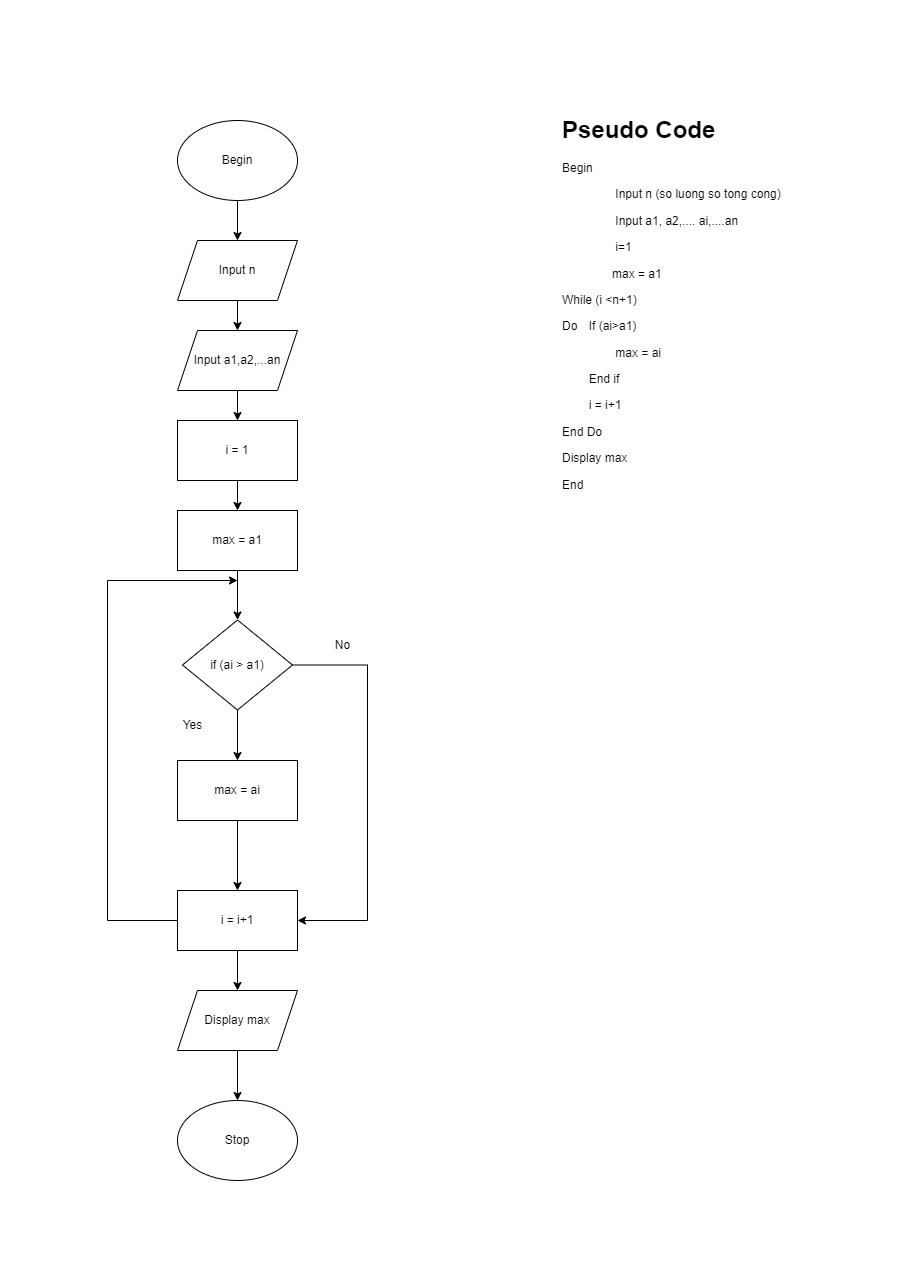 Begin
Input n
Input a1,a2,...an
i = 1
max = a1
if (ai > a1)
No
Yes
max = ai
i = i+1
Display max
Stop
Pseudo Code
Begin
Input n (so luong so tong cong)
Input a1, a2,.... ai,....an
i=1
max = a1
While (i <n+1)
Do If (ai>a1)
max = ai
End if
i = i+1
End Do
Display max
End